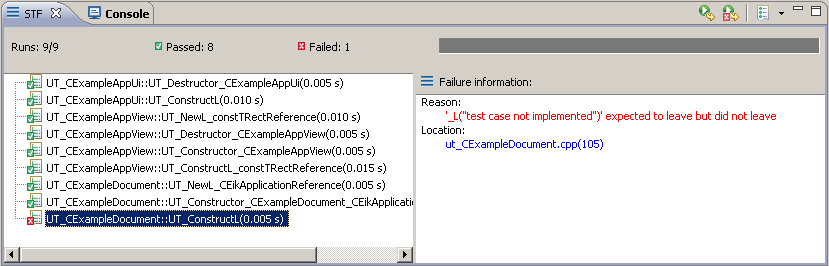 STF
Console
Runs: 9/9
Passed: 8
Failed: 1
UT_CExampleAppUi::UT_Destructor_CExampleAppUi(0.005 s)
UT_CExampleAppUi::UT_ConstructL(0.010 s)
UT_CExampleAppView::UT_NewL_constTRectReference(0.010 s)
UT_CExampleAppView::UT_Destructor_CExampleAppView(0.005 s)
UT_CExampleAppView::UT_Constructor_CExampleAppView(0.005 s)
UT_CExampleAppView::UT_ConstructL_constTRectReference(0.015 s)
UT_CExampleDocument::UT_NewL_CEikApplicationReference(0.005 s)
UT_CExampleDocument::UT_Constructor_CExampleDocument_CEikApplication
UT_CExampleDocument::UT_ConstructL(0.005 s)
Failure information:
Reason:
'_L("test case not implemented")' expected to leave but did not leave
Location:
ut_CExampleDocument.cpp(105)